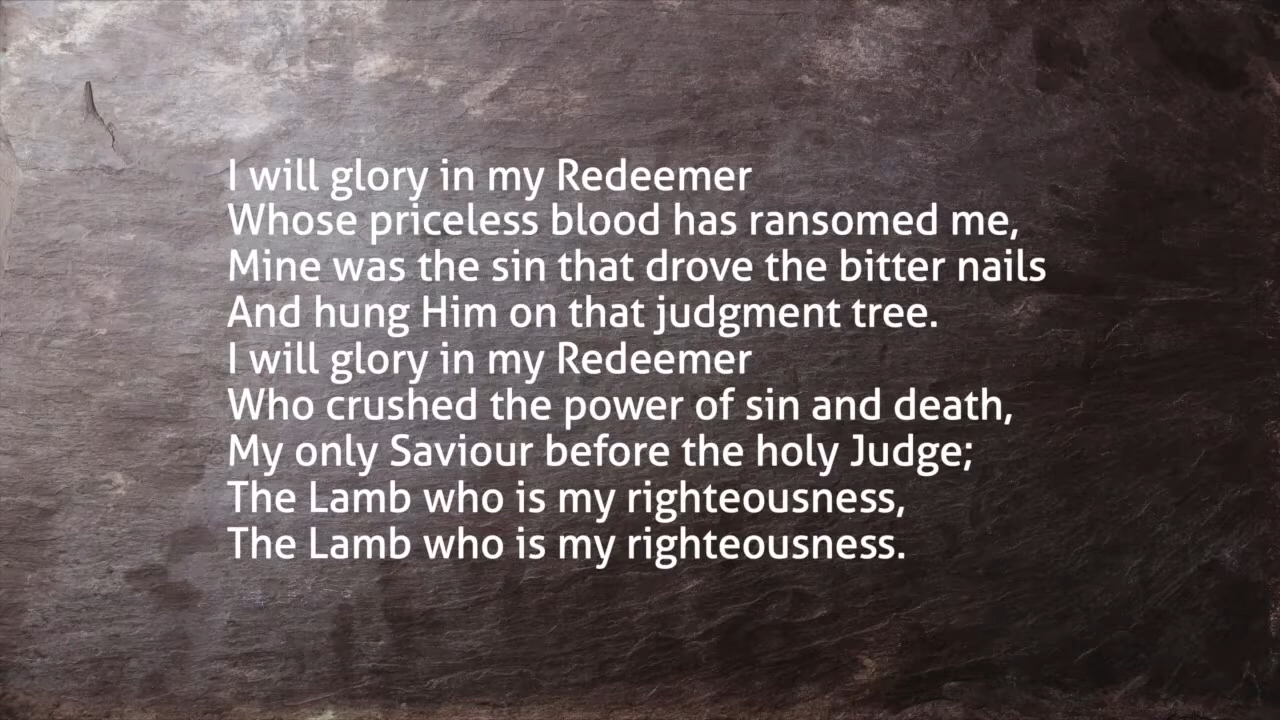 I will glory in my Redeemer
Whose priceless blood has ransomed me,
Mine was the sin that drove the bitter nails
And hung Him on that judgment tree.
I will glory in my Redeemer
Who crushed the power of sin and death,
My only Saviour before the holy Judge;
The Lamb who is my righteousness,
The Lamb who is my righteousness.